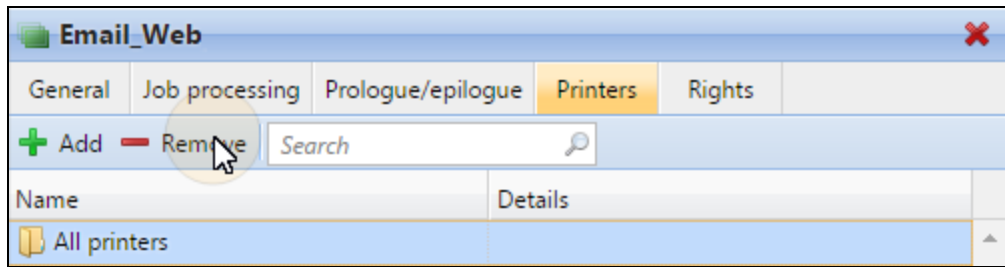 Email_Web
General Job processing Prologue/epilogue Printers Rights
Add Remove Search
Name Details
All printers